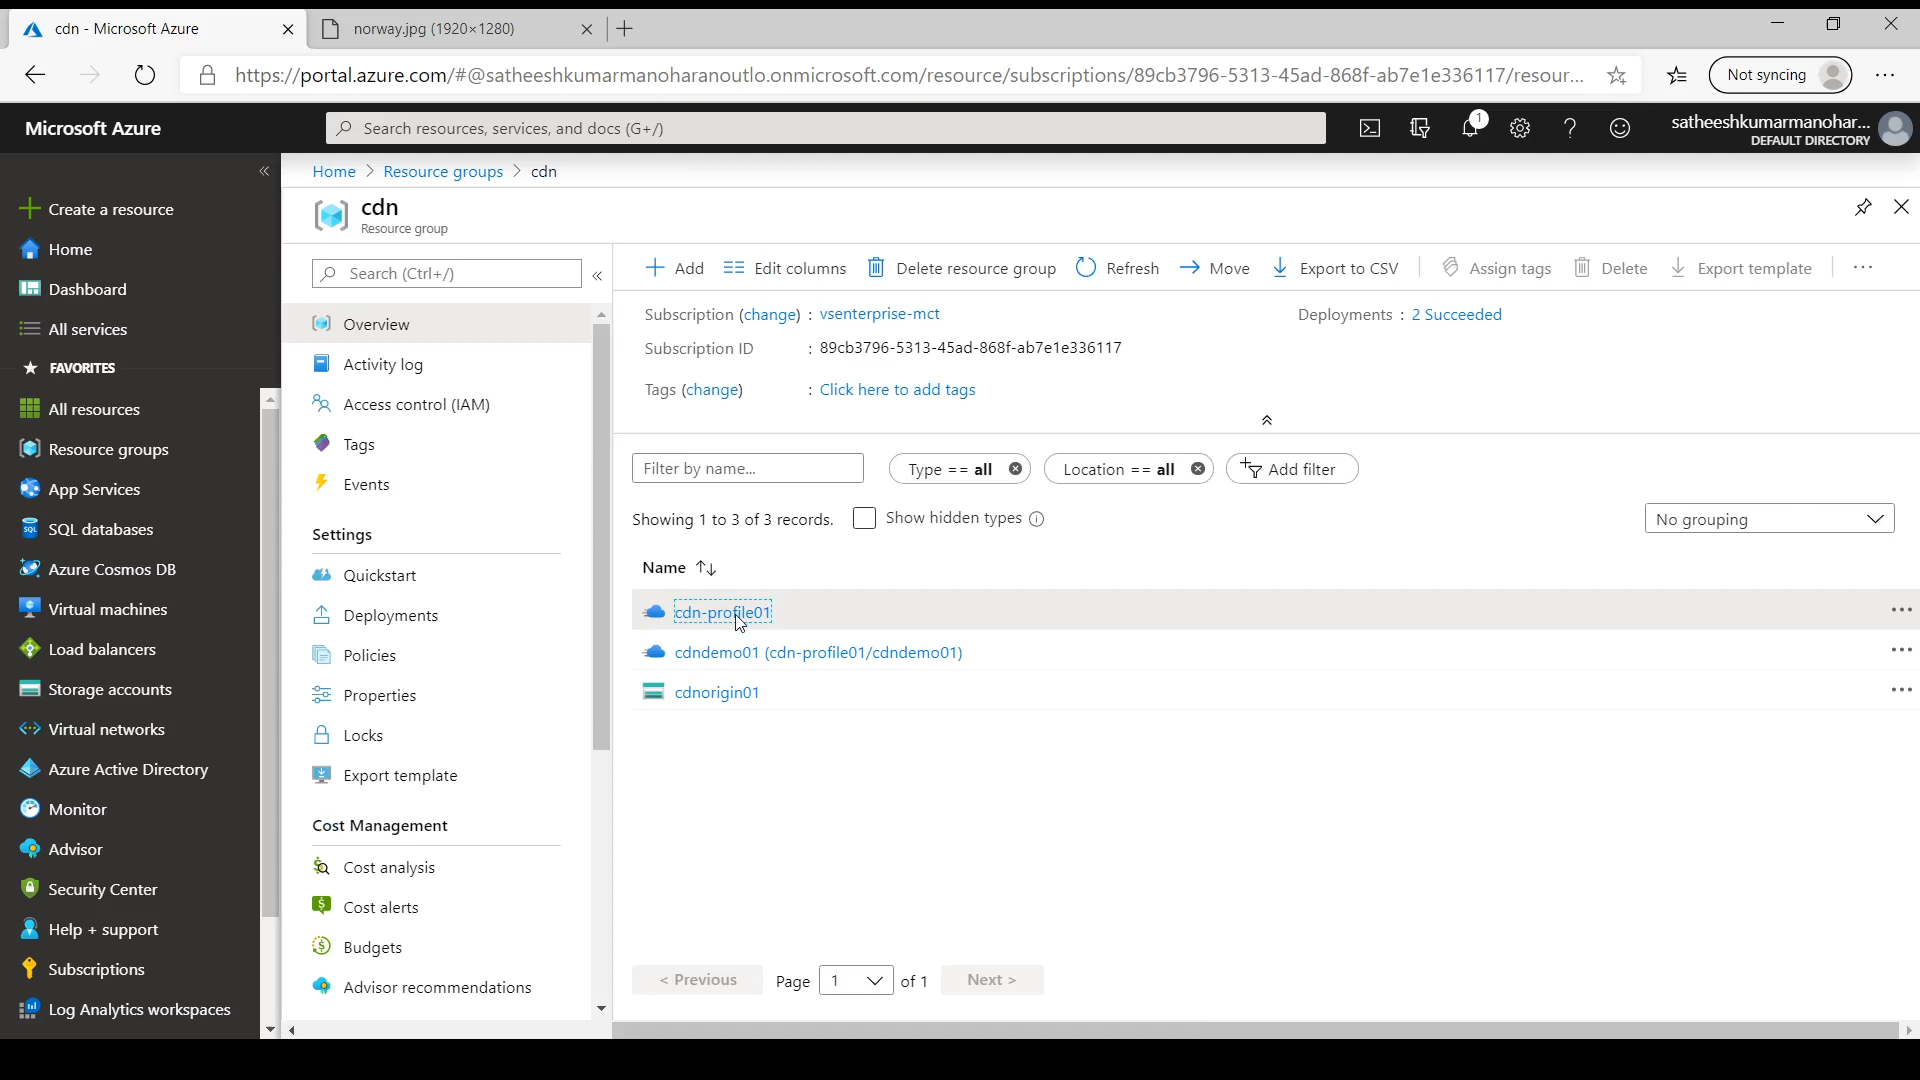 cdn - Microsoft Azure
norway.jpg (1920×1280)
https://portal.azure.com/#@satheeshkumarmanoharanoutlo.onmicrosoft.com/resource/subscriptions/89cb3796-5313-45ad-868f-ab7e1e336117/resour...
Not syncing
Microsoft Azure
Search resources, services, and docs (G+/)
1
satheeshkumarmanohar...
DEFAULT DIRECTORY
Create a resource
Home
Dashboard
All services
FAVORITES
All resources
Resource groups
App Services
SQL databases
Azure Cosmos DB
Virtual machines
Load balancers
Storage accounts
Virtual networks
Azure Active Directory
Monitor
Advisor
Security Center
Help + support
Subscriptions
Log Analytics workspaces
Home > Resource groups > cdn
cdn
Resource group
Search (Ctrl+/)
Overview
Activity log
Access control (IAM)
Tags
Events
Settings
Quickstart
Deployments
Policies
Properties
Locks
Export template
Cost Management
Cost analysis
Cost alerts
Budgets
Advisor recommendations
Add
Edit columns
Delete resource group
Refresh
Move
Export to CSV
Assign tags
Delete
Export template
Subscription (change) : vsenterprise-mct
Deployments : 2 Succeeded
Subscription ID : 89cb3796-5313-45ad-868f-ab7e1e336117
Tags (change) : Click here to add tags
Filter by name...
Type == all
Location == all
Add filter
Showing 1 to 3 of 3 records.
Show hidden types
No grouping
Name
cdn-profile01
cdndemo01 (cdn-profile01/cdndemo01)
cdnorigin01
< Previous
Page 1 of 1
Next >